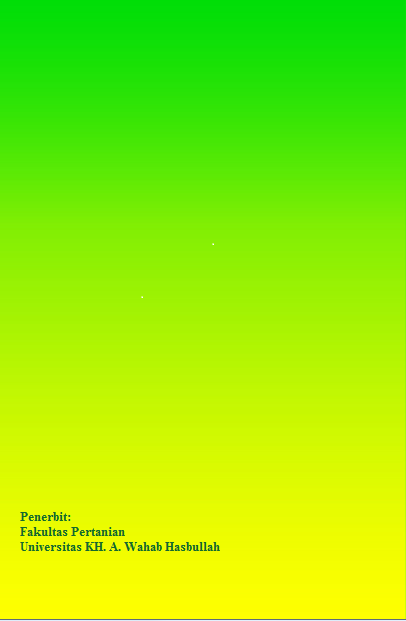 Penerbit:
Fakultas Pertanian
Universitas KH. A. Wahab Hasbullah